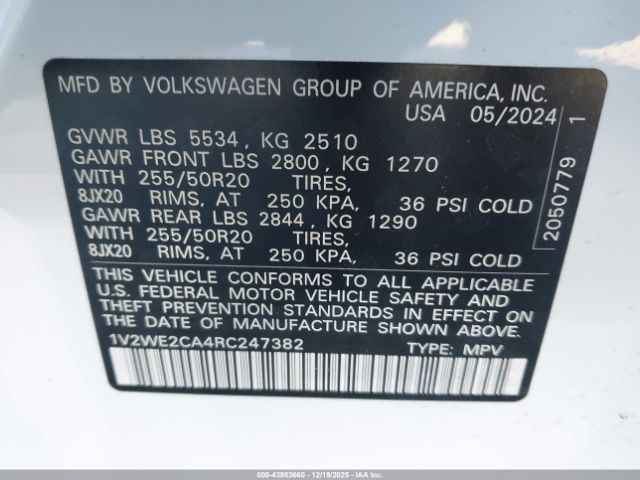 MFD BY VOLKSWAGEN GROUP OF AMERICA, INC.
USA 05/2024
GVWR LBS 5534, KG 2510
GAWR FRONT LBS 2800, KG 1270
WITH 255/50R20 TIRES,
8JX20 RIMS, AT 250 KPA, 36 PSI COLD
GAWR REAR LBS 2844, KG 1290
WITH 255/50R20 TIRES,
8JX20 RIMS, AT 250 KPA, 36 PSI COLD
THIS VEHICLE CONFORMS TO ALL APPLICABLE
U.S. FEDERAL MOTOR VEHICLE SAFETY AND
THEFT PREVENTION STANDARDS IN EFFECT ON
THE DATE OF MANUFACTURE SHOWN ABOVE.
1V2WE2CA4RC247382 TYPE: MPV
2050779 1
000-43983660 - 12/19/2025 - IAAI.COM